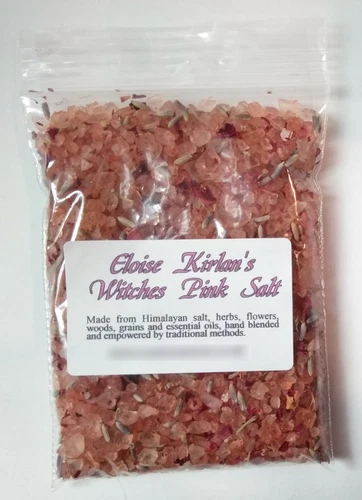 Eloise Kirlan's
Witches Pink Salt
Made from Himalayan salt, herbs, flowers,
woods, grains and essential oils, hand blended
and empowered by traditional methods.